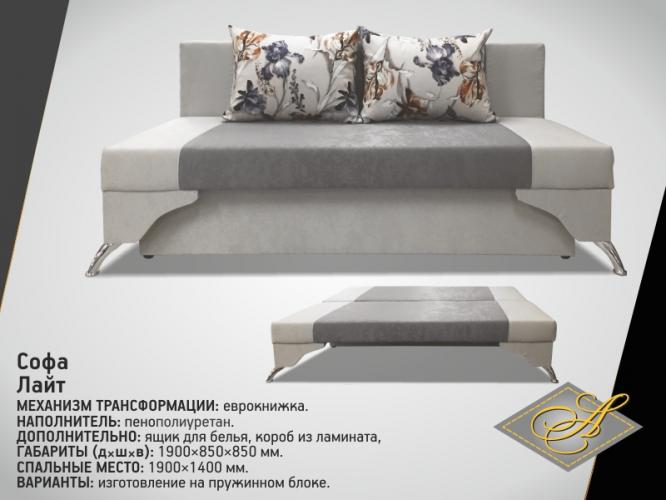 Софа
Лайт
МЕХАНИЗМ ТРАНСФОРМАЦИИ: еврокнижка.
НАПОЛНИТЕЛЬ: пенополиуретан.
ДОПОЛНИТЕЛЬНО: ящик для белья, короб из ламината,
ГАБАРИТЫ (д×ш×в): 1900×850×850 мм.
СПАЛЬНЫЕ МЕСТО: 1900×1400 мм.
ВАРИАНТЫ: изготовление на пружинном блоке.